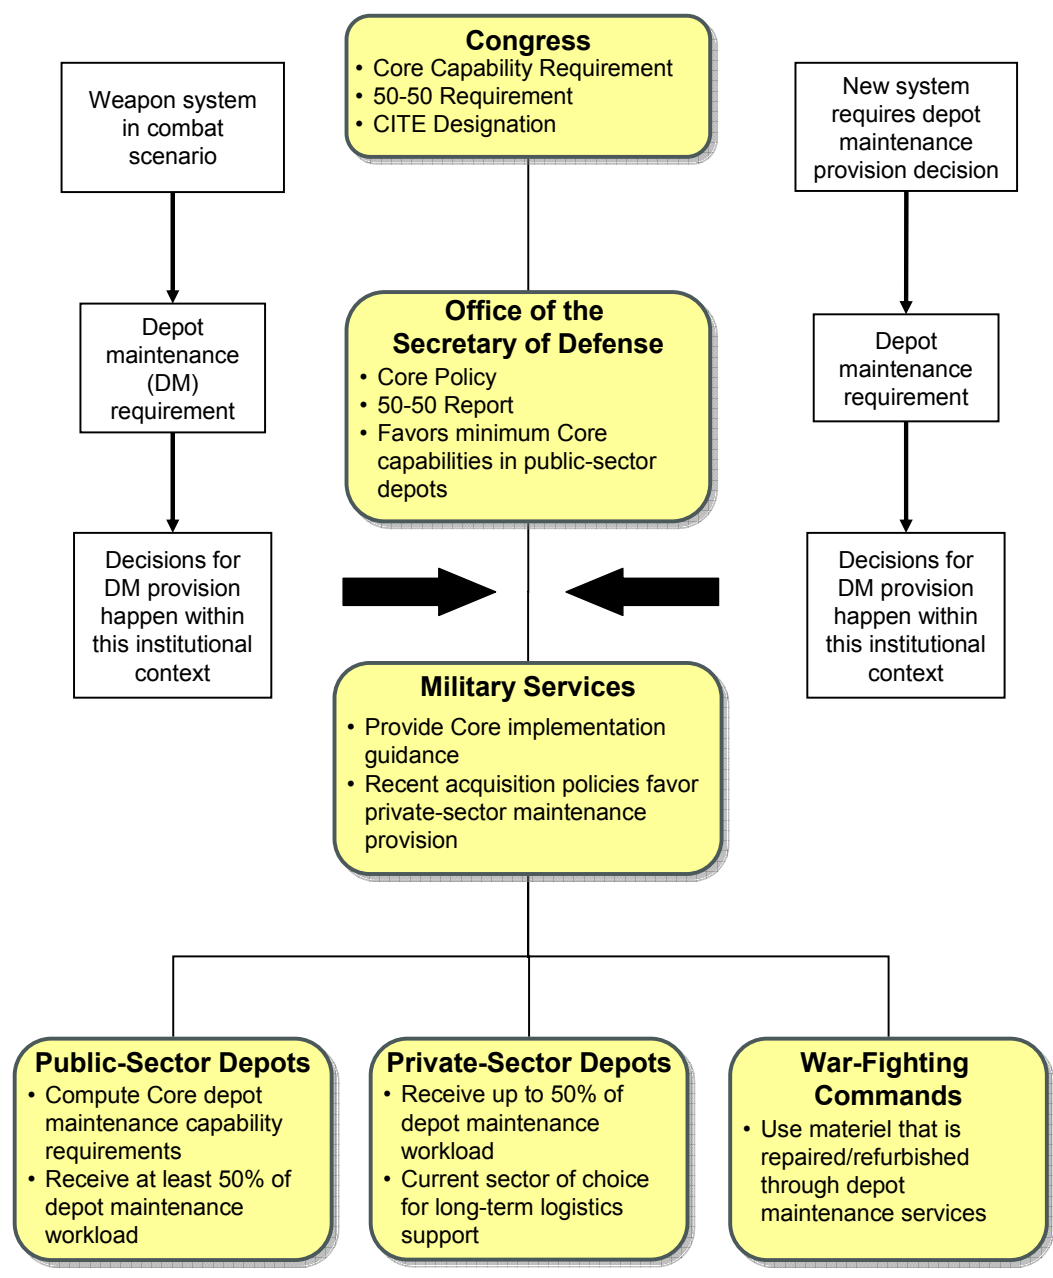 Congress
• Core Capability Requirement
• 50-50 Requirement
• CITE Designation
Weapon system
in combat
scenario
New system
requires depot
maintenance
provision decision
Office of the
Secretary of Defense
• Core Policy
• 50-50 Report
• Favors minimum Core
capabilities in public-sector
depots
Depot
maintenance
(DM)
requirement
Depot
maintenance
requirement
Decisions for
DM provision
happen within
this institutional
context
Decisions for
DM provision
happen within
this institutional
context
Military Services
• Provide Core implementation
guidance
• Recent acquisition policies favor
private-sector maintenance
provision
Public-Sector Depots
• Compute Core depot
maintenance capability
requirements
• Receive at least 50% of
depot maintenance
workload
Private-Sector Depots
• Receive up to 50% of
depot maintenance
workload
• Current sector of choice
for long-term logistics
support
War-Fighting
Commands
• Use materiel that is
repaired/refurbished
through depot
maintenance services